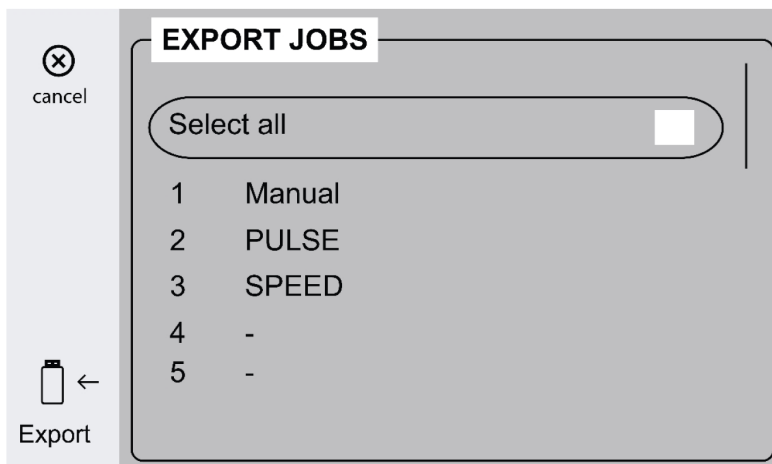 cancel
EXPORT JOBS
Select all
1 Manual
2 PULSE
3 SPEED
4 -
5 -
Export